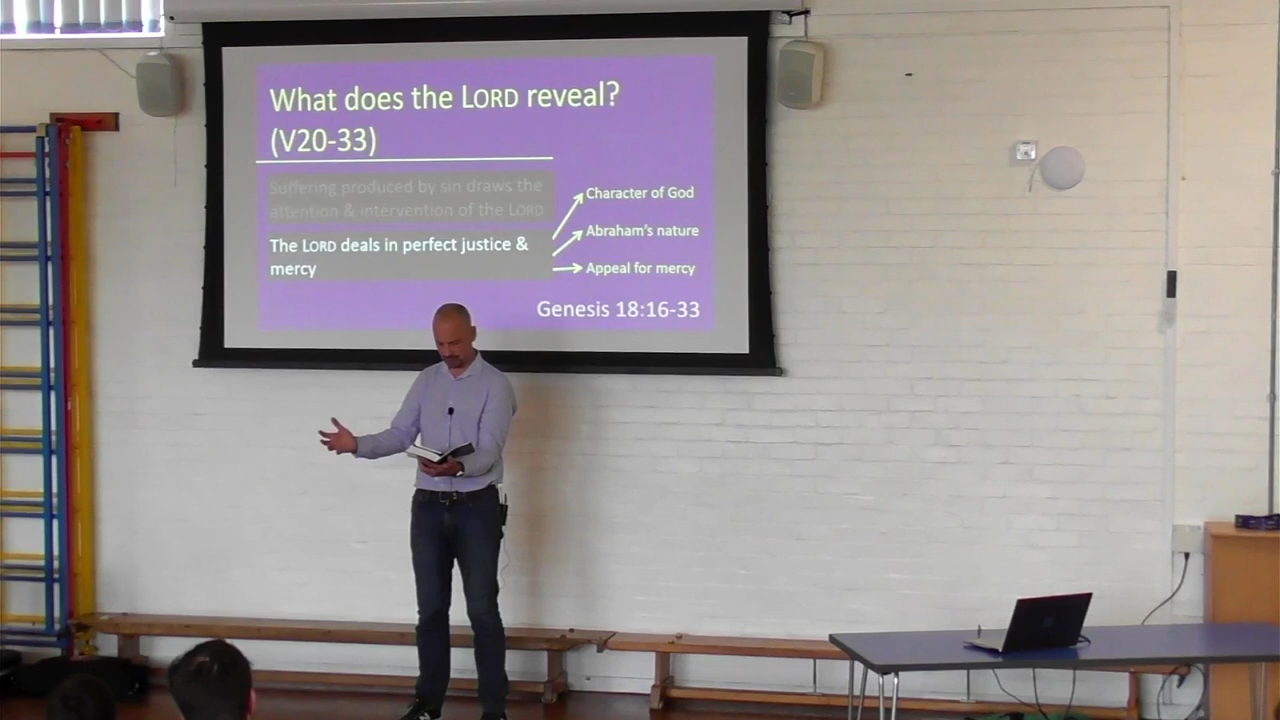 What does the LORD reveal?
(V20-33)
Suffering produced by sin draws the
attention & intervention of the LORD
The LORD deals in perfect justice &
mercy
Character of God
Abraham's nature
Appeal for mercy
Genesis 18:16-33